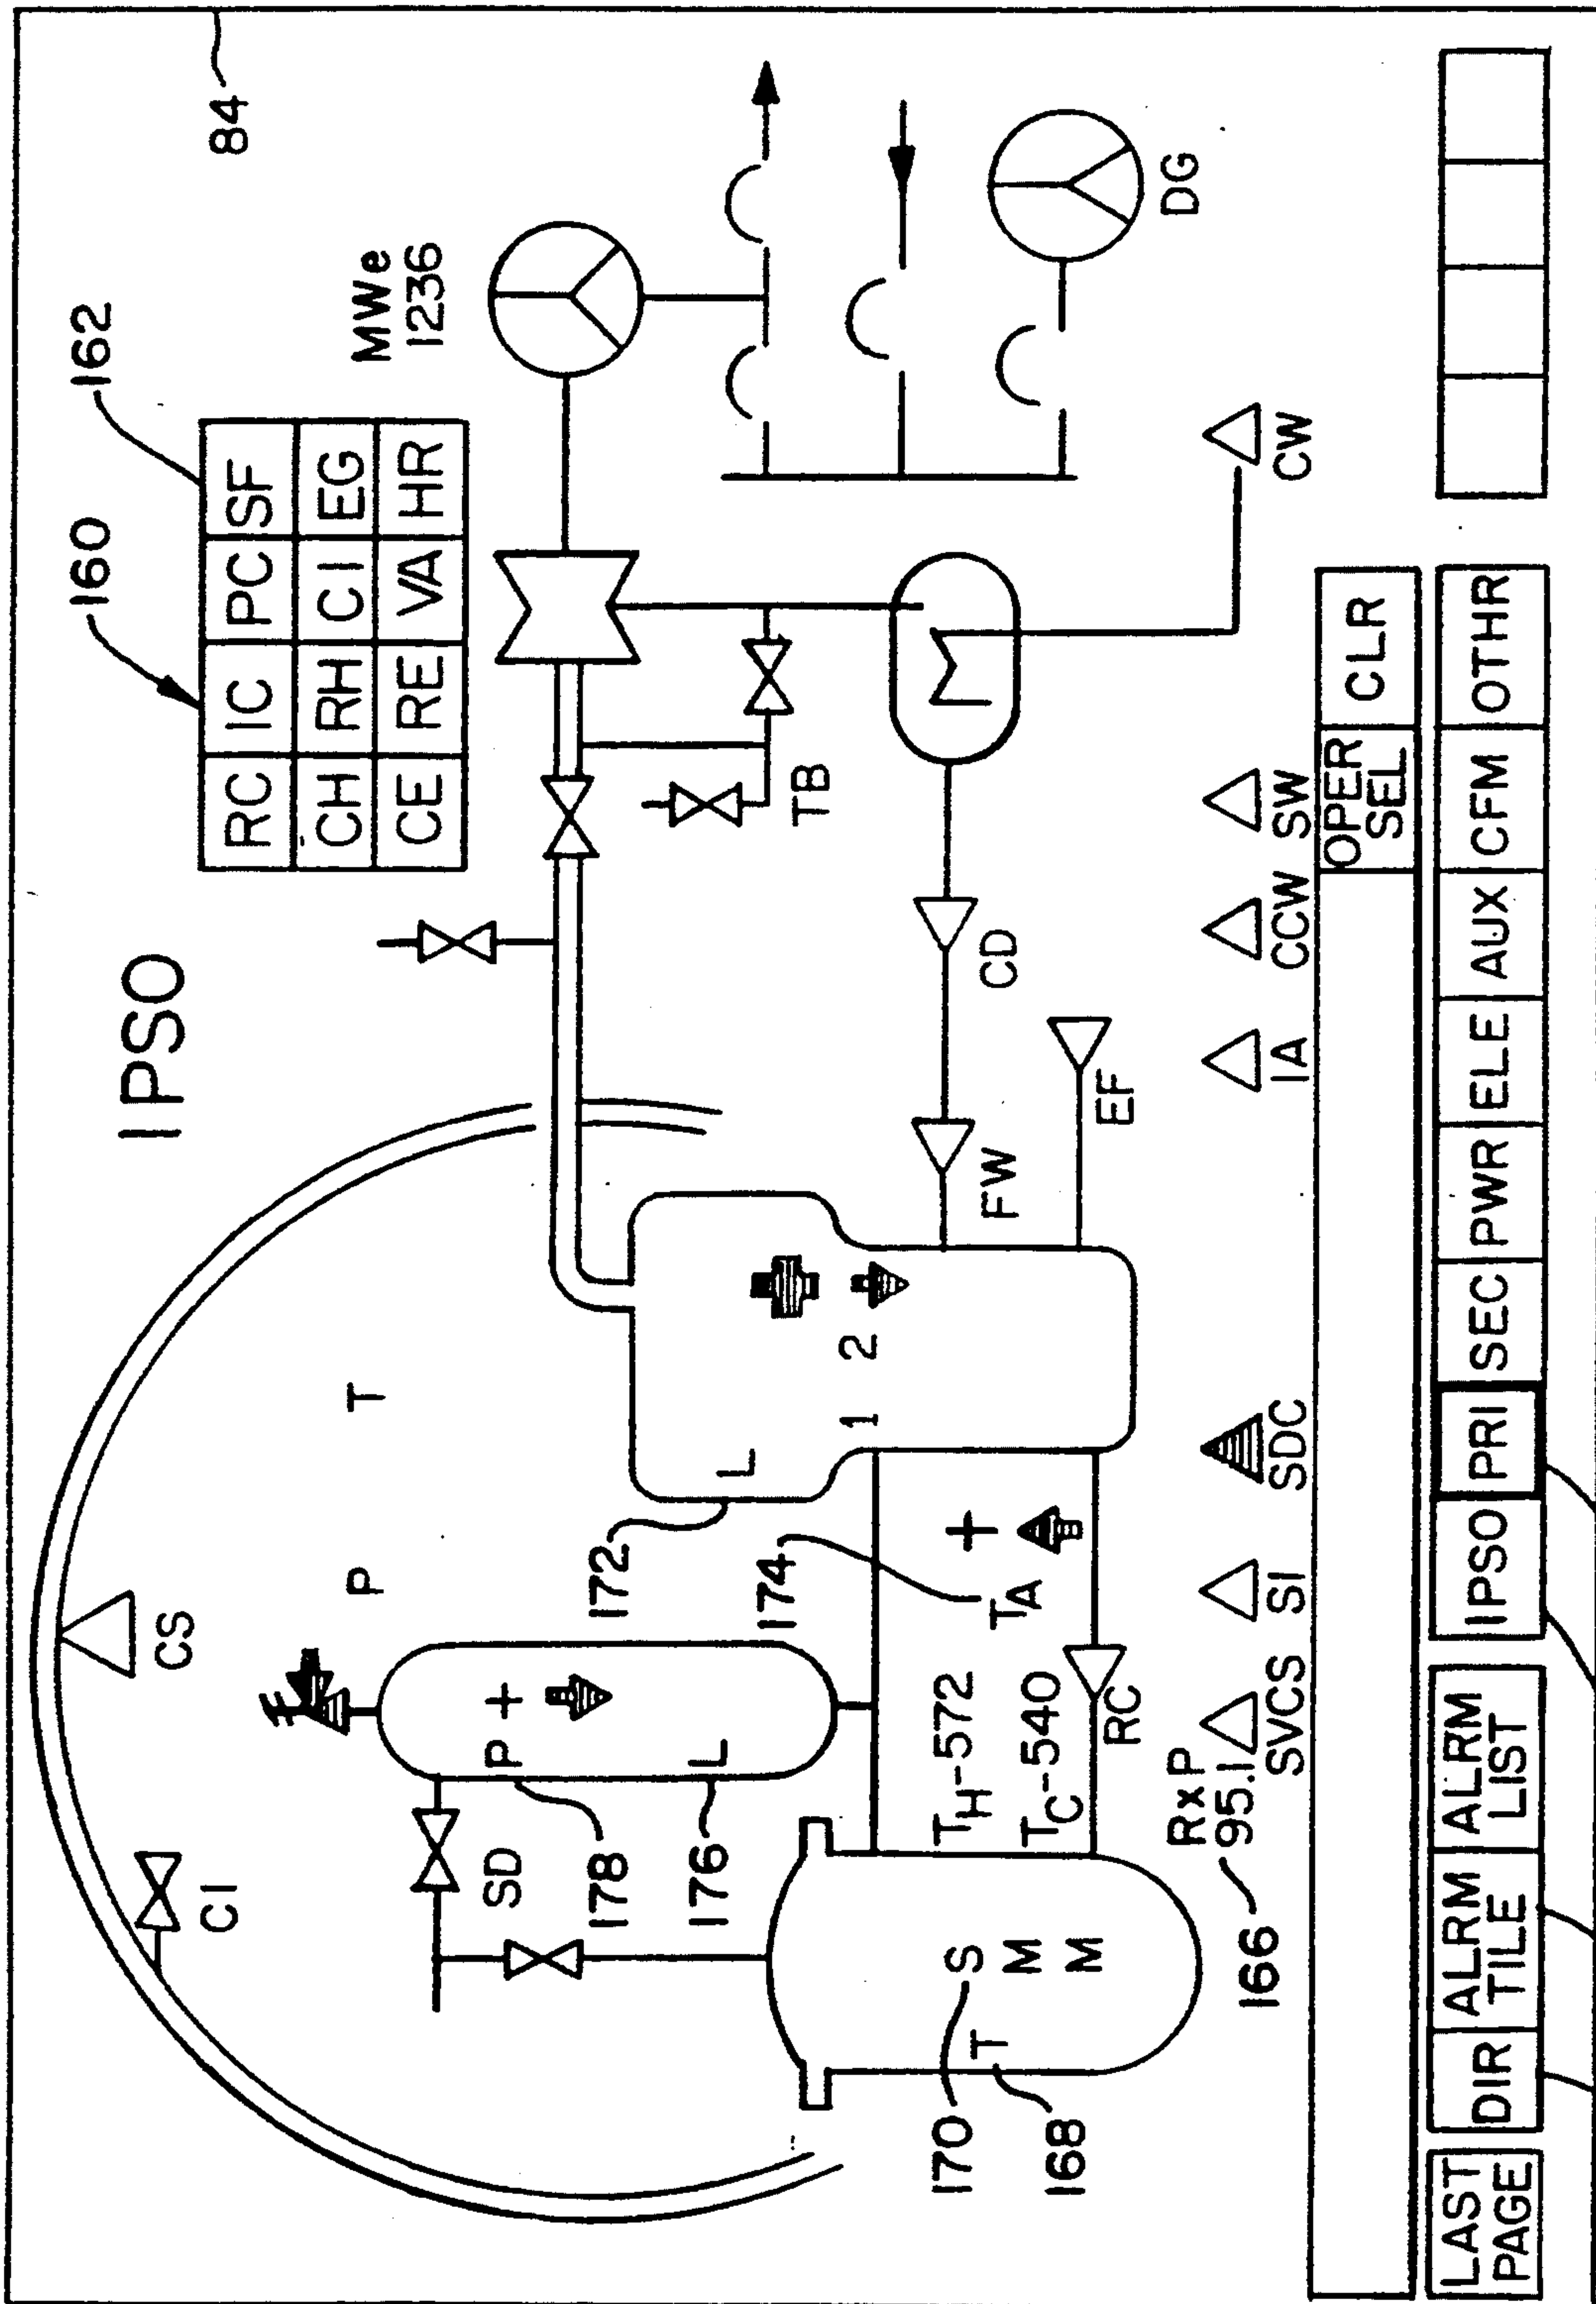 IPSO
84
160
162
RC IC PC SF
CH RH CI EG
CE RE VA HR
MWe
1236
CI
CS
P T
SD
178
176
P +
L
172
L
174
1 2
TB
CD
FW
EF
DG
CW
170
168
T
S
M
M
TH-572
TC-540
TA
+
RC
RxP
95.1
166
SVCS
SI
SDC
IA
CCW
SW
OPER
SEL
CLR
LAST
PAGE
DIR
ALRM
TILE
ALRM
LIST
IPSO
PRI
SEC
PWR
ELE
AUX
CFM
OTHR